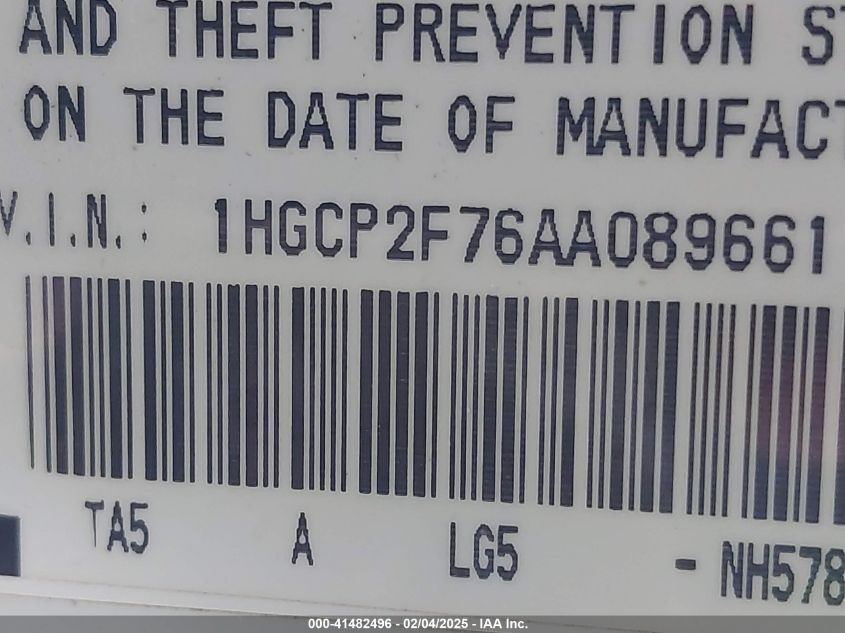 AND THEFT PREVENTION S
ON THE DATE OF MANUFACT
V.I.N.: 1HGCP2F76AA089661
TA5 A LG5 - NH578
000-41482496 - 02/04/2025 - IAA Inc.